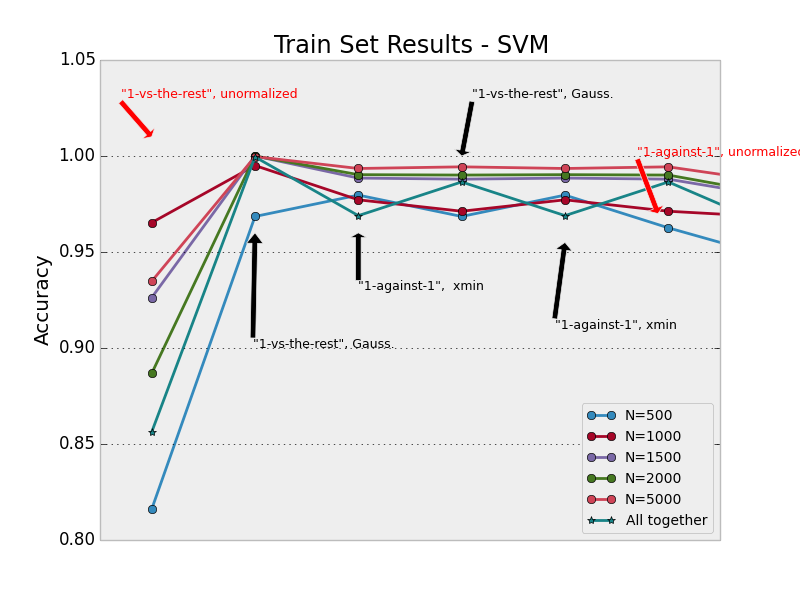 Train Set Results - SVM
1.05
"1-vs-the-rest", unormalized
"1-vs-the-rest", Gauss.
1.00
"1-against-1", unormalized
0.95
Accuracy
"1-against-1",  xmin
"1-against-1", xmin
0.90
"1-vs-the-rest", Gauss.
0.85
0.80
N=500
N=1000
N=1500
N=2000
N=5000
All together